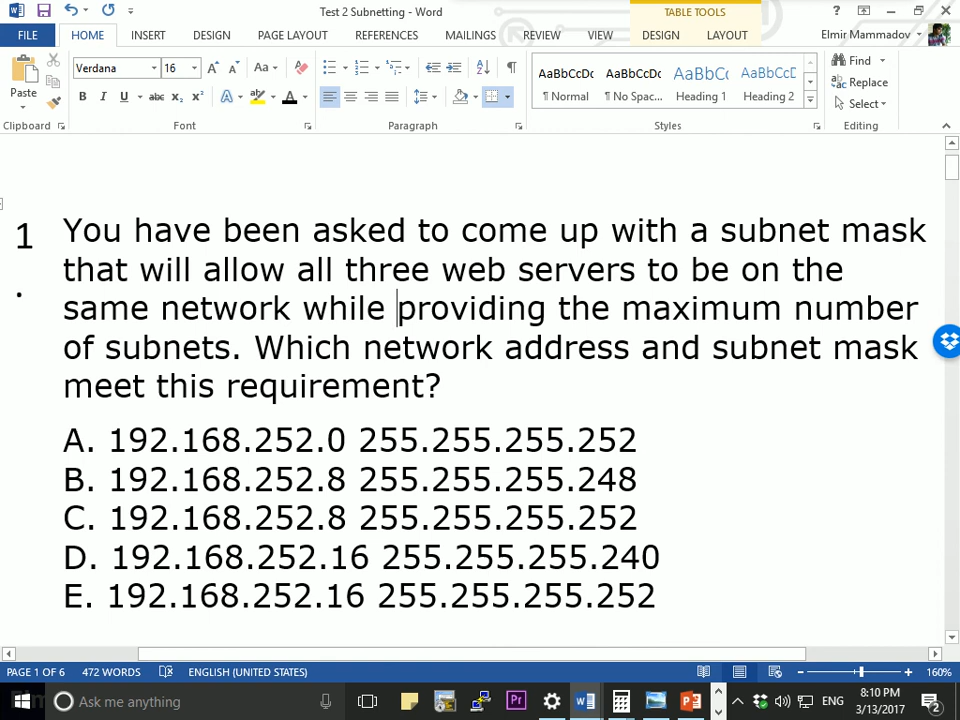 Test 2 Subnetting - Word
TABLE TOOLS
?
FILE HOME INSERT DESIGN PAGE LAYOUT REFERENCES MAILINGS REVIEW VIEW DESIGN LAYOUT Elmir Mammadov
Paste
Verdana 16 Aa
B I U abc x₂ x² A A
AaBbCcDc AaBbCcDc AaBbC AaBbCcE
¶ Normal ¶ No Spac... Heading 1 Heading 2
Find
Replace
Select
Clipboard Font Paragraph Styles Editing
1
.
You have been asked to come up with a subnet mask
that will allow all three web servers to be on the
same network while providing the maximum number
of subnets. Which network address and subnet mask
meet this requirement?
A. 192.168.252.0 255.255.255.252
B. 192.168.252.8 255.255.255.248
C. 192.168.252.8 255.255.255.252
D. 192.168.252.16 255.255.255.240
E. 192.168.252.16 255.255.255.252
PAGE 1 OF 6 472 WORDS ENGLISH (UNITED STATES) 160%
Ask me anything
Pr
ENG
8:10 PM
3/13/2017
2